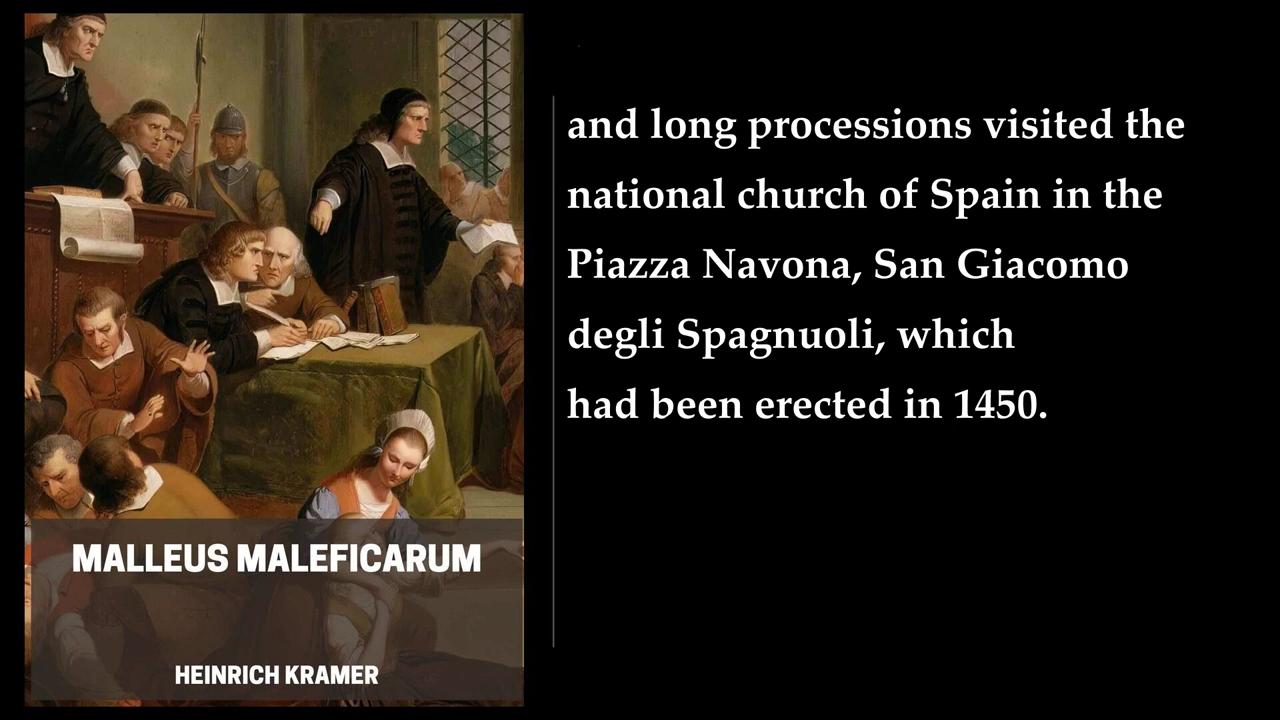 MALLEUS MALEFICARUM
HEINRICH KRAMER
and long processions visited the
national church of Spain in the
Piazza Navona, San Giacomo
degli Spagnuoli, which
had been erected in 1450.